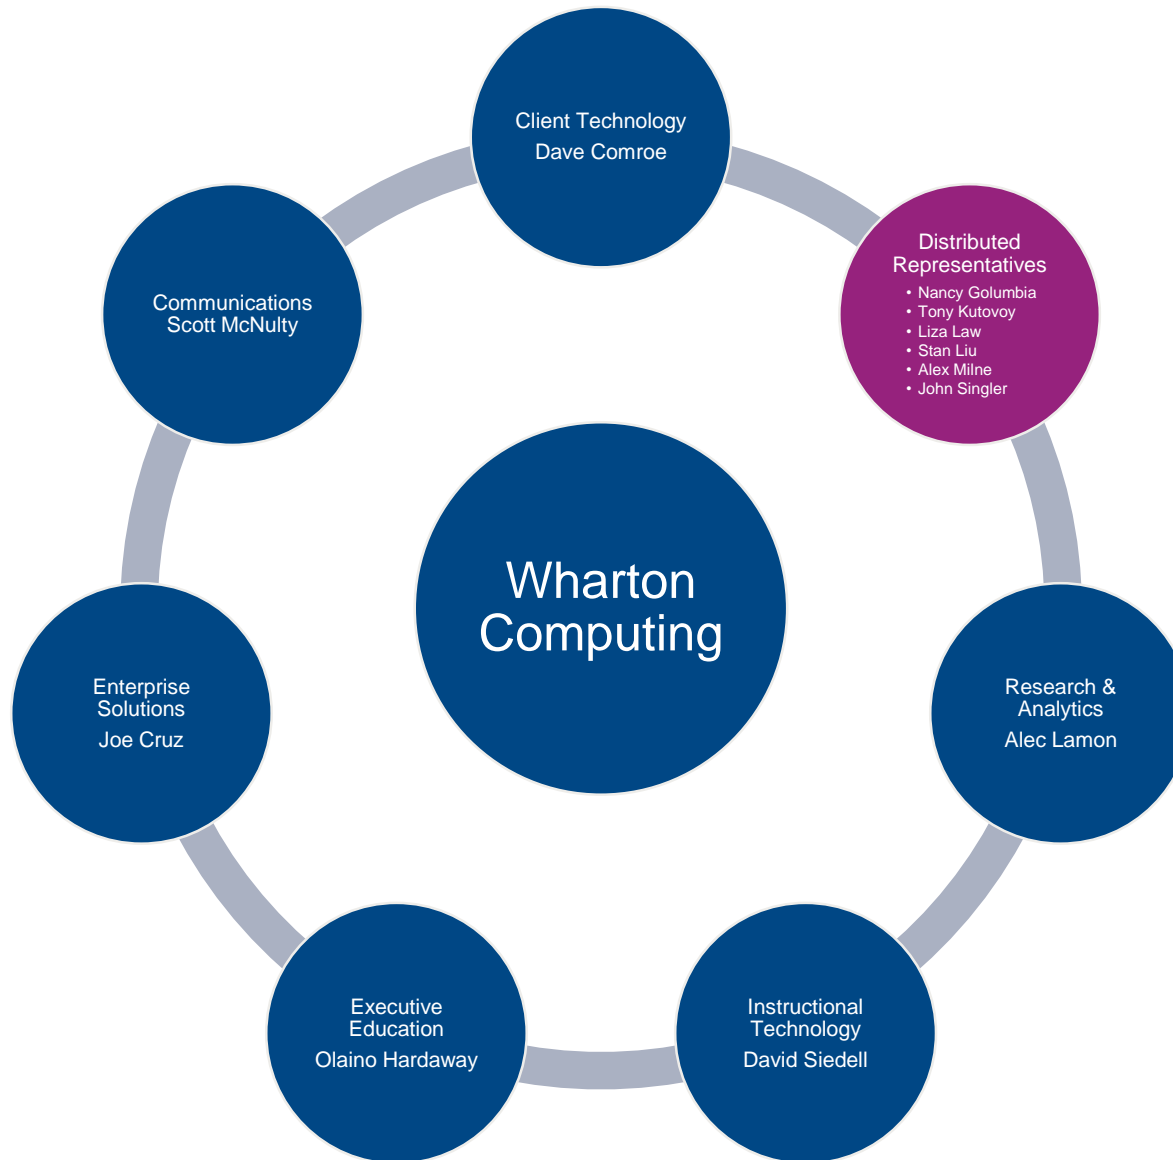 Client Technology
Dave Comroe
Distributed
Representatives
• Nancy Golumbia
• Tony Kutovoy
• Liza Law
• Stan Liu
• Alex Milne
• John Singler
Research &
Analytics
Alec Lamon
Instructional
Technology
David Siedell
Executive
Education
Olaino Hardaway
Enterprise
Solutions
Joe Cruz
Communications
Scott McNulty
Wharton
Computing